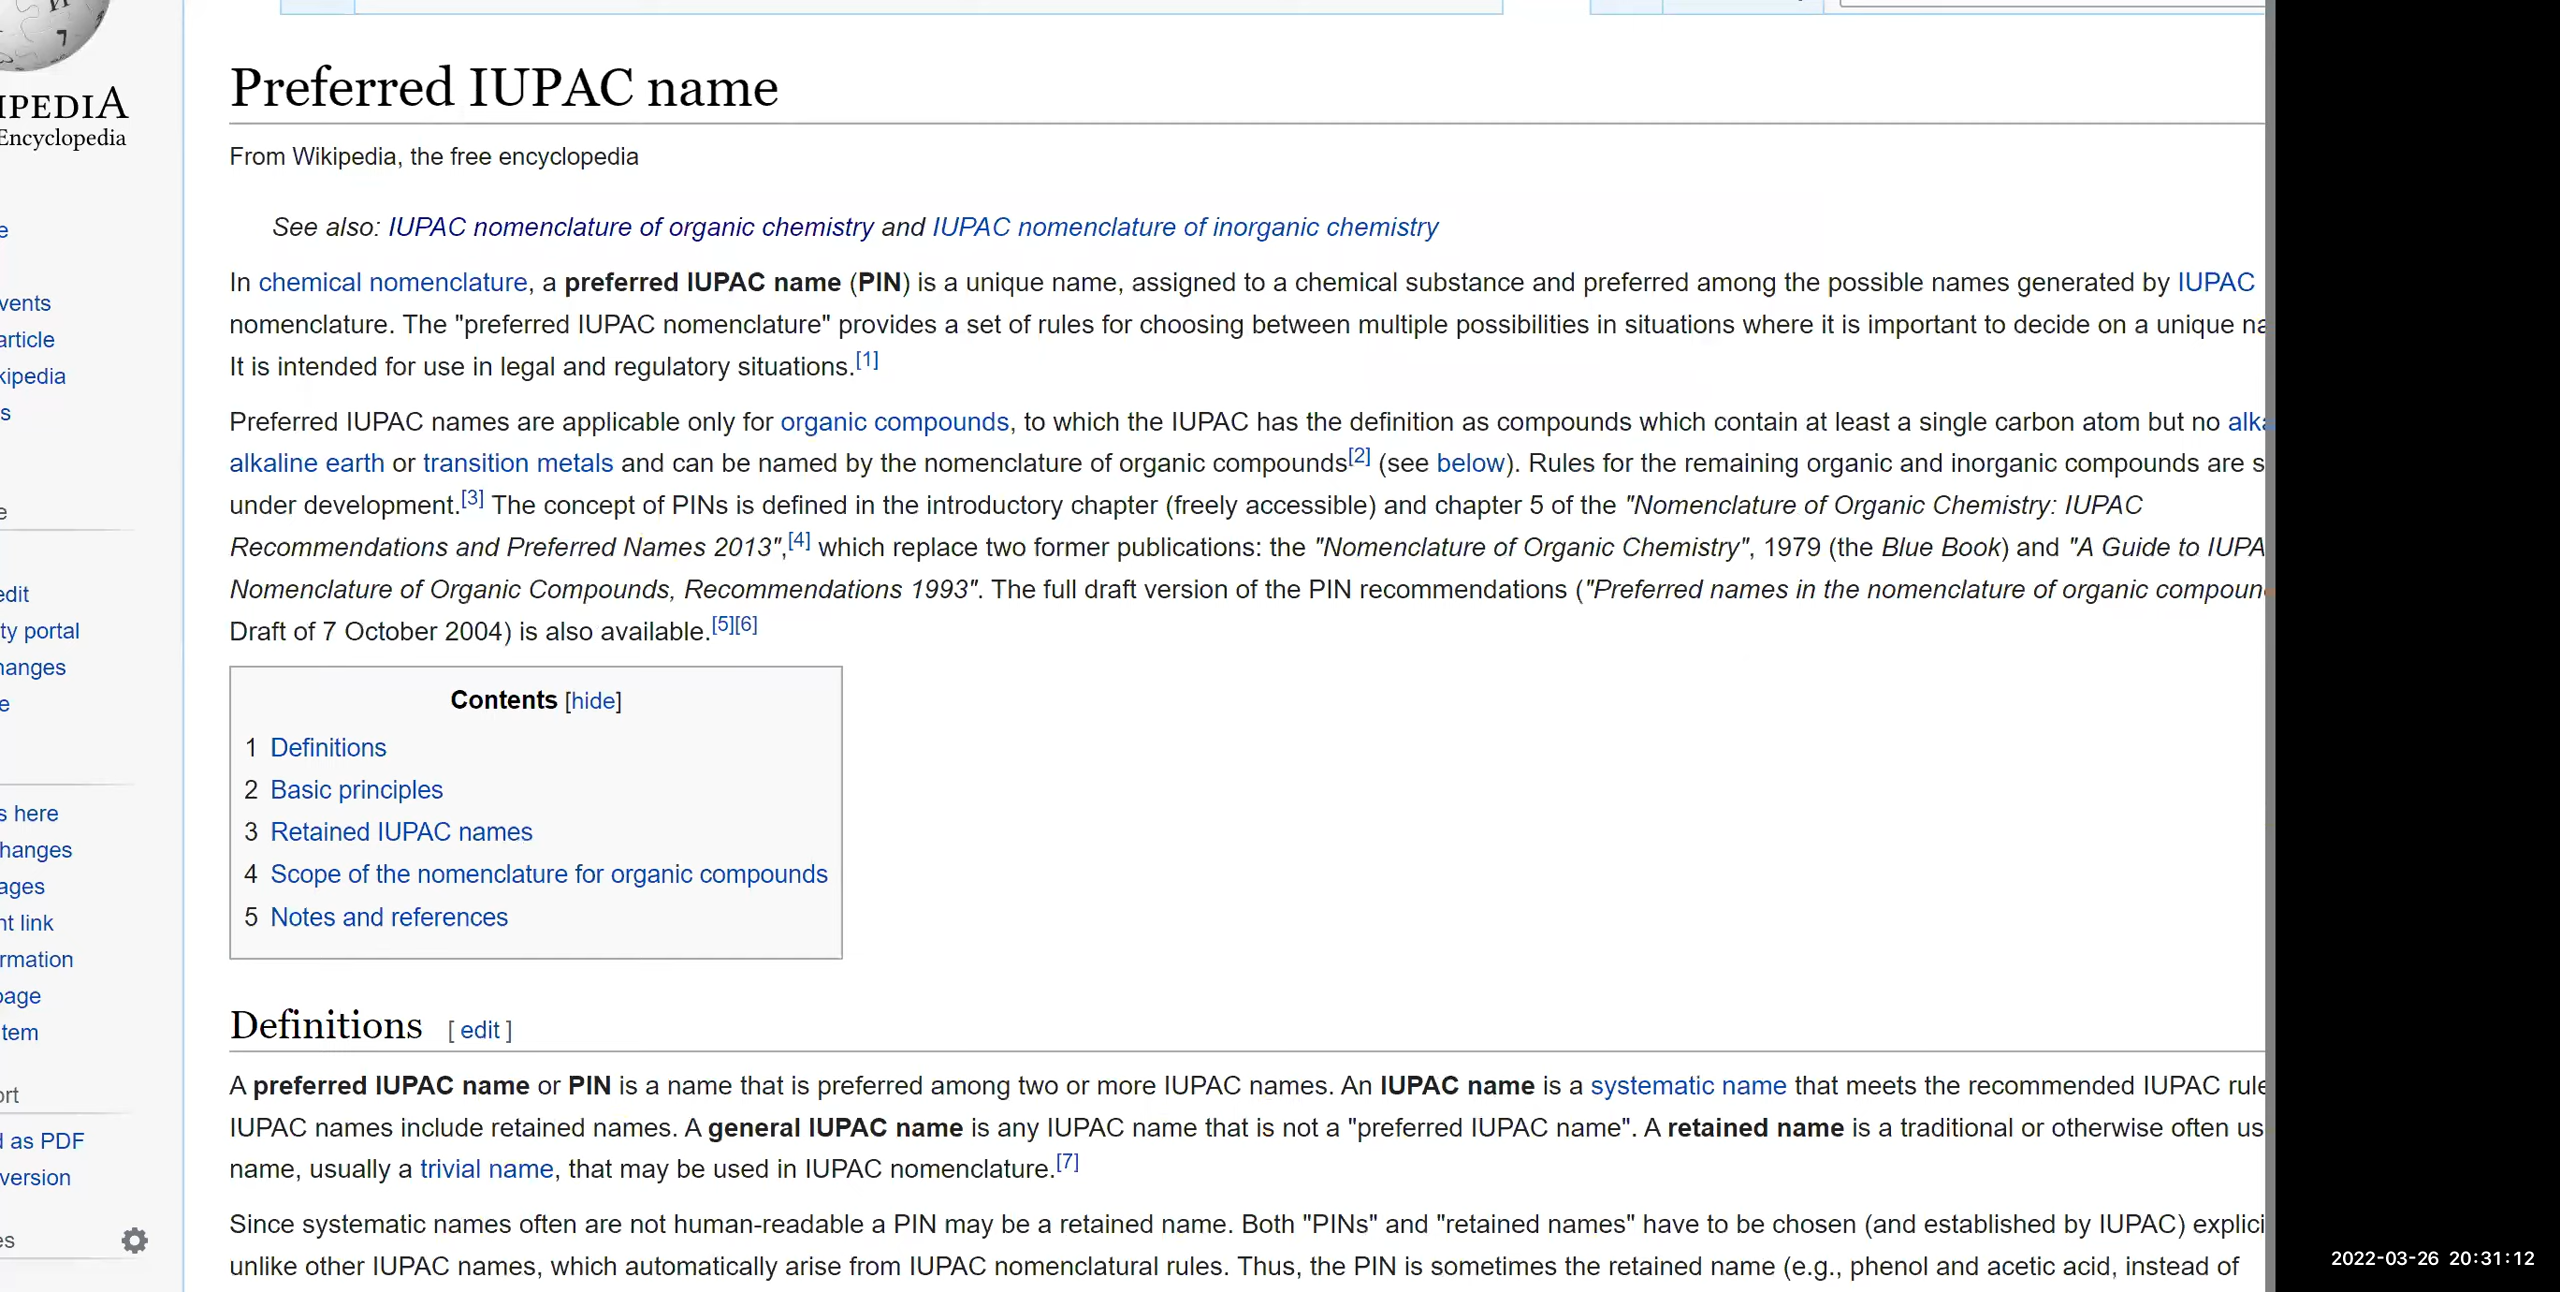 IPEDIA
Encyclopedia
vents
article
kipedia
edit
ty portal
hanges
s here
hanges
ages
nt link
rmation
page
tem
ort
d as PDF
version
es
Preferred IUPAC name
From Wikipedia, the free encyclopedia
See also: IUPAC nomenclature of organic chemistry and IUPAC nomenclature of inorganic chemistry
In chemical nomenclature, a preferred IUPAC name (PIN) is a unique name, assigned to a chemical substance and preferred among the possible names generated by IUPAC
nomenclature. The "preferred IUPAC nomenclature" provides a set of rules for choosing between multiple possibilities in situations where it is important to decide on a unique na
It is intended for use in legal and regulatory situations.[1]
Preferred IUPAC names are applicable only for organic compounds, to which the IUPAC has the definition as compounds which contain at least a single carbon atom but no alka
alkaline earth or transition metals and can be named by the nomenclature of organic compounds[2] (see below). Rules for the remaining organic and inorganic compounds are s
under development.[3] The concept of PINs is defined in the introductory chapter (freely accessible) and chapter 5 of the "Nomenclature of Organic Chemistry: IUPAC
Recommendations and Preferred Names 2013",[4] which replace two former publications: the "Nomenclature of Organic Chemistry", 1979 (the Blue Book) and "A Guide to IUPA
Nomenclature of Organic Compounds, Recommendations 1993". The full draft version of the PIN recommendations ("Preferred names in the nomenclature of organic compoun
Draft of 7 October 2004) is also available.[5][6]
Contents [hide]
1 Definitions
2 Basic principles
3 Retained IUPAC names
4 Scope of the nomenclature for organic compounds
5 Notes and references
Definitions [ edit ]
A preferred IUPAC name or PIN is a name that is preferred among two or more IUPAC names. An IUPAC name is a systematic name that meets the recommended IUPAC rule
IUPAC names include retained names. A general IUPAC name is any IUPAC name that is not a "preferred IUPAC name". A retained name is a traditional or otherwise often us
name, usually a trivial name, that may be used in IUPAC nomenclature.[7]
Since systematic names often are not human-readable a PIN may be a retained name. Both "PINs" and "retained names" have to be chosen (and established by IUPAC) explici
unlike other IUPAC names, which automatically arise from IUPAC nomenclatural rules. Thus, the PIN is sometimes the retained name (e.g., phenol and acetic acid, instead of
2022-03-26 20:31:12